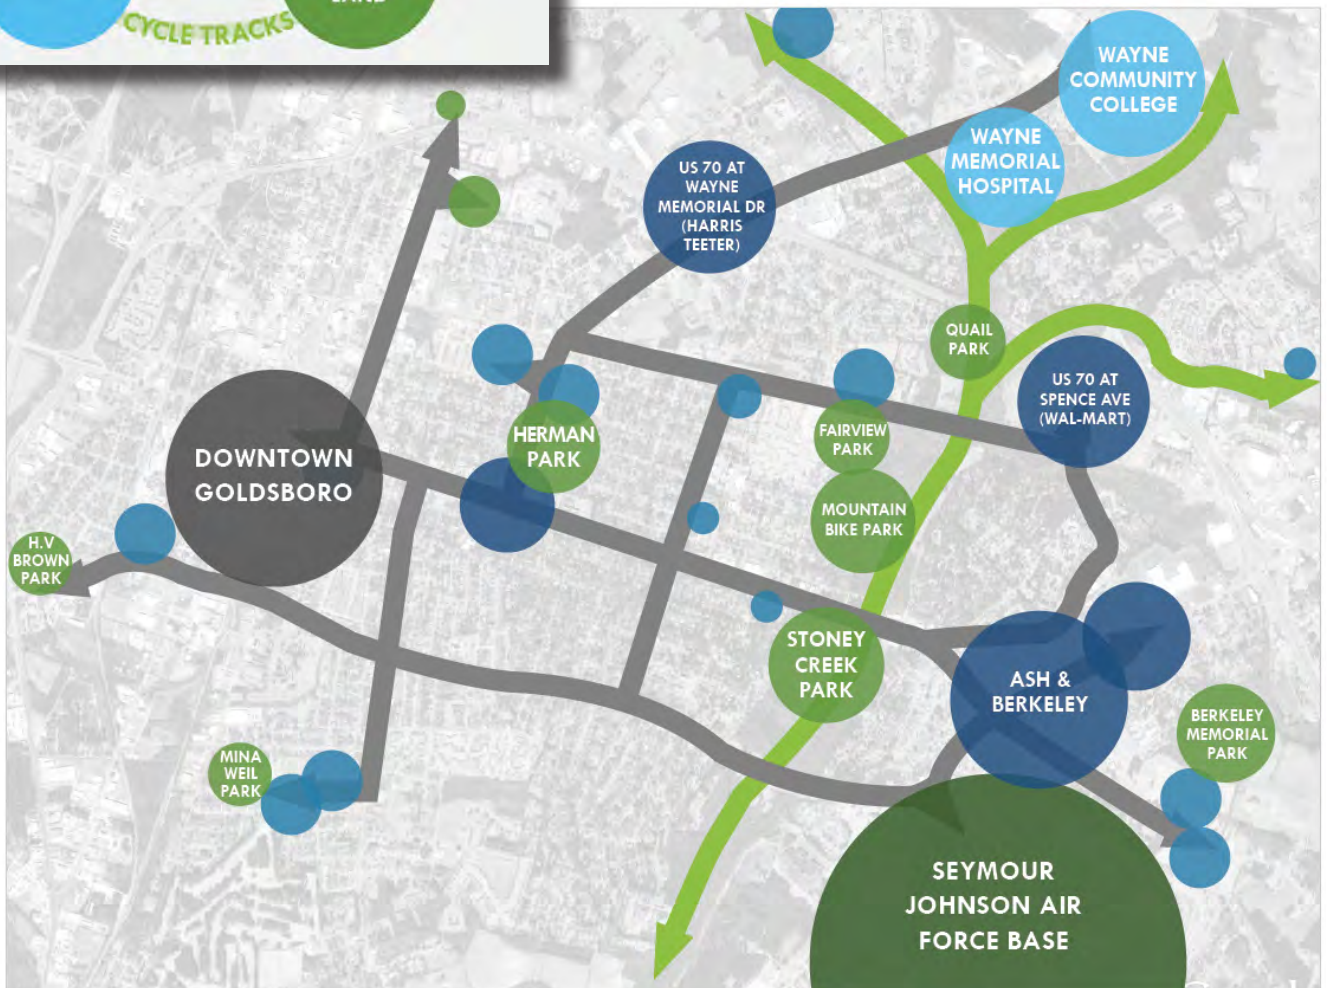 LAND
CYCLE TRACKS
WAYNE
COMMUNITY
COLLEGE
WAYNE
MEMORIAL
HOSPITAL
US 70 AT
WAYNE
MEMORIAL DR
(HARRIS
TEETER)
QUAIL
PARK
US 70 AT
SPENCE AVE
(WAL-MART)
HERMAN
PARK
FAIRVIEW
PARK
DOWNTOWN
GOLDSBORO
MOUNTAIN
BIKE PARK
H.V
BROWN
PARK
STONEY
CREEK
PARK
ASH &
BERKELEY
BERKELEY
MEMORIAL
PARK
MINA
WEIL
PARK
SEYMOUR
JOHNSON AIR
FORCE BASE